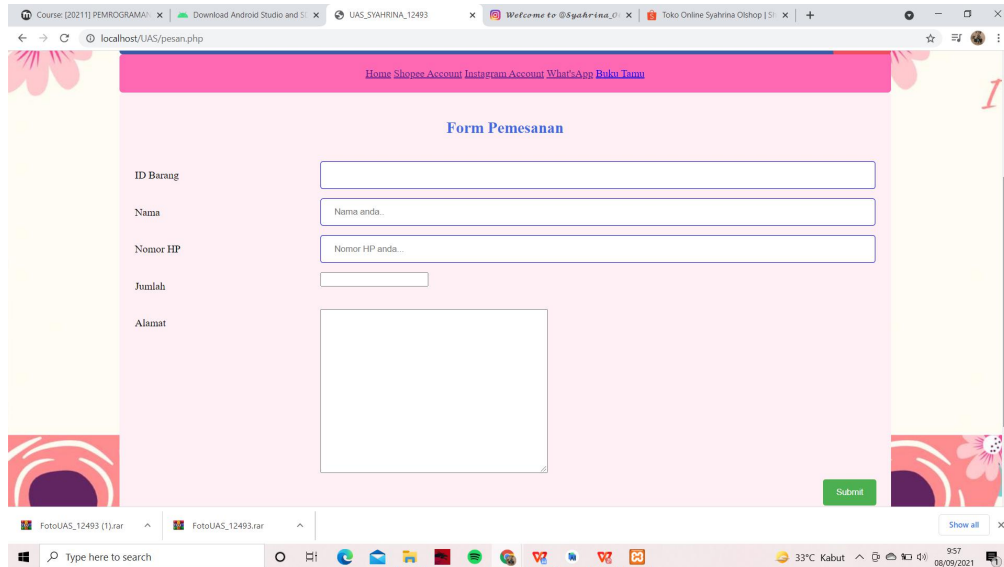 Course: [20211] PEMROGRAMAN
Download Android Studio and S
UAS_SYAHRINA_12493
Welcome to @Syahrina_O
Toko Online Syahrina Olshop | Sh
localhost/UAS/pesan.php
Home Shopee Account Instagram Account What'sApp Buku Tamu
Form Pemesanan
ID Barang
Nama
Nama anda..
Nomor HP
Nomor HP anda...
Jumlah
Alamat
Submit
FotoUAS_12493 (1).rar
FotoUAS_12493.rar
Show all
Type here to search
33°C Kabut
9:57
08/09/2021